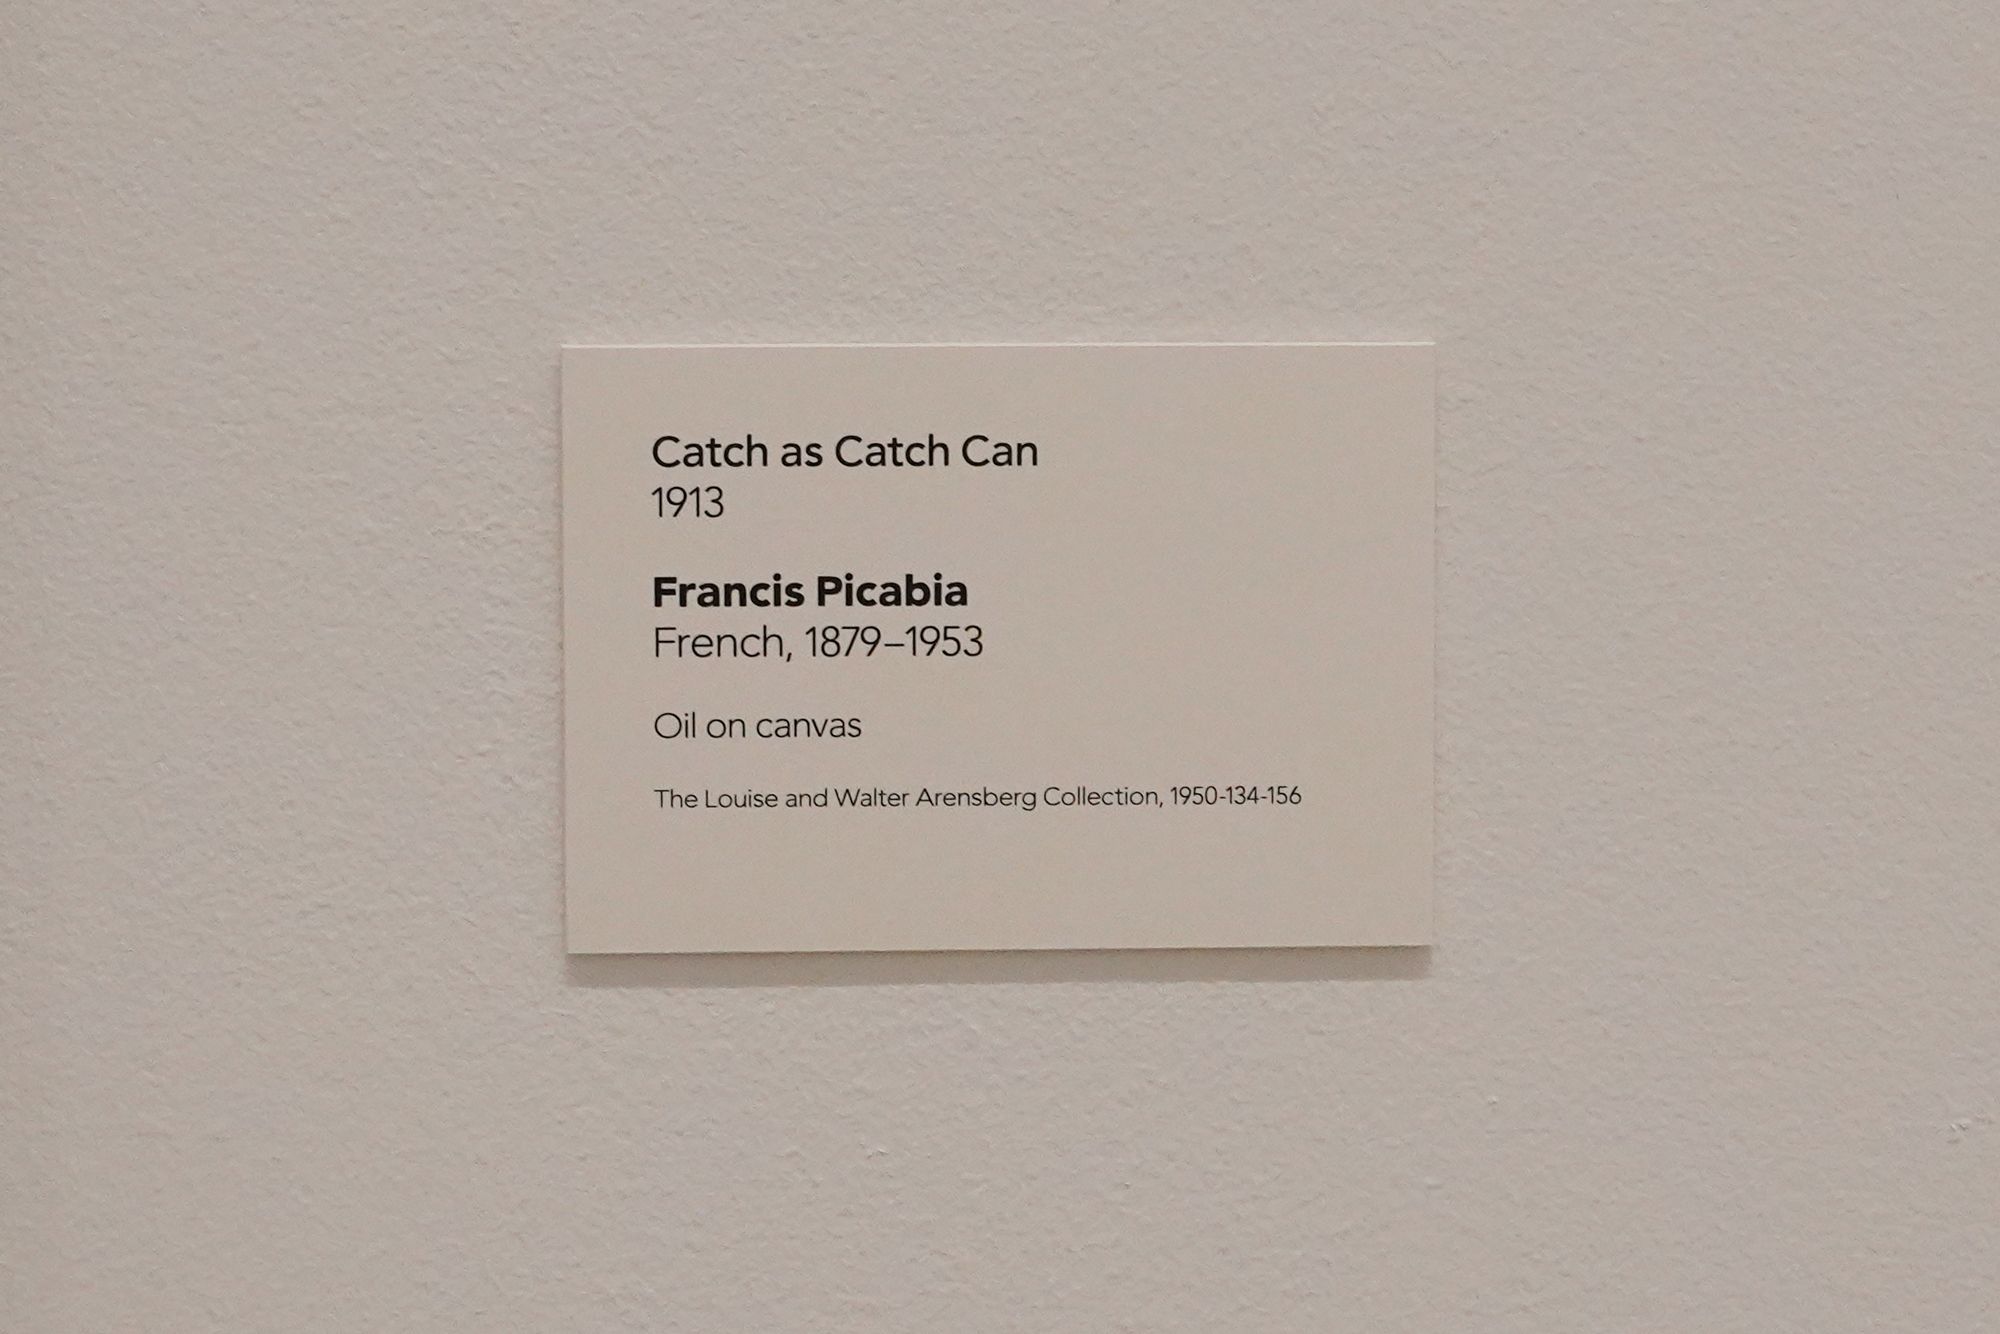 Catch as Catch Can
1913
Francis Picabia
French, 1879–1953
Oil on canvas
The Louise and Walter Arensberg Collection, 1950-134-156